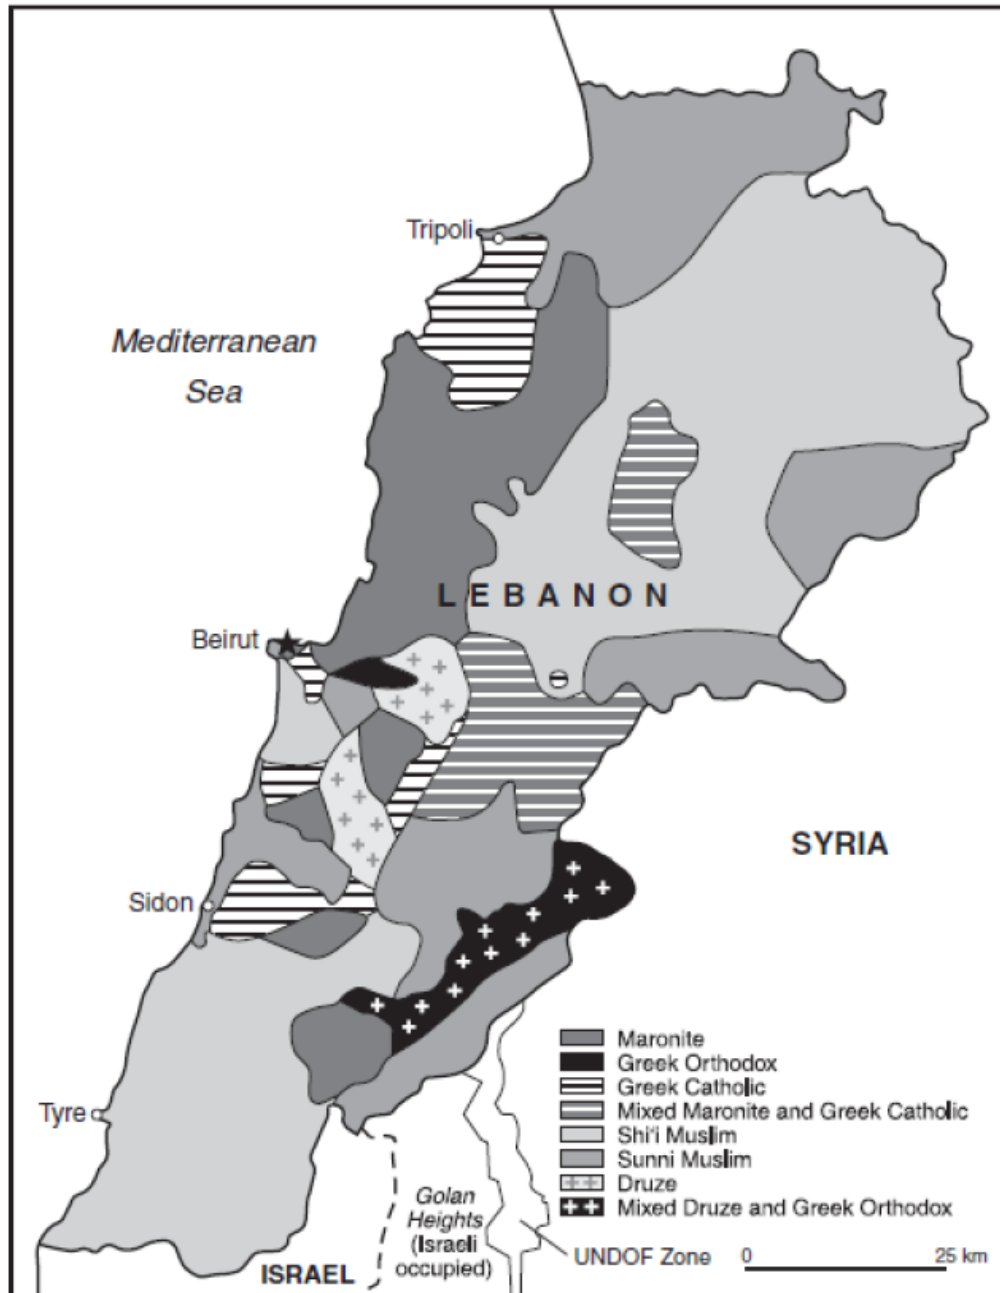 Tripoli
Mediterranean
Sea
LEBANON
Beirut
SYRIA
Sidon
Maronite
Greek Orthodox
Greek Catholic
Mixed Maronite and Greek Catholic
Shi'i Muslim
Sunni Muslim
Druze
Mixed Druze and Greek Orthodox
Tyre
Golan
Heights
(Israeli
occupied)
UNDOF Zone
0 25 km
ISRAEL